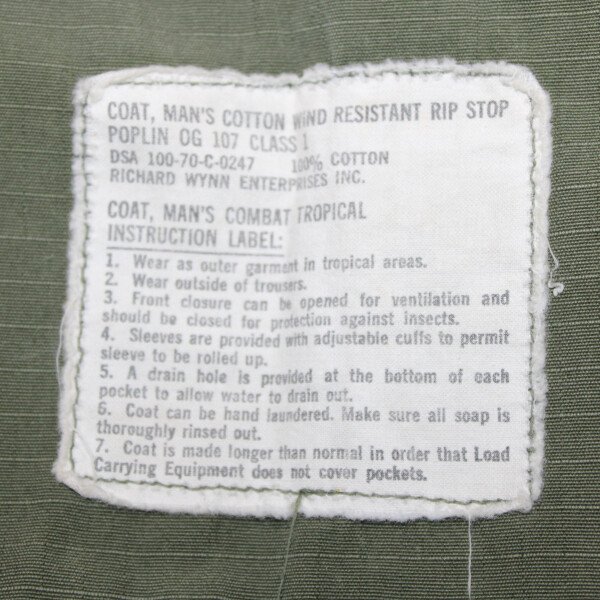 COAT, MAN'S COTTON WIND RESISTANT RIP STOP
POPLIN OG 107 CLASS 1
DSA 100-70-C-0247 100% COTTON
RICHARD WYNN ENTERPRISES INC.
COAT, MAN'S COMBAT TROPICAL
INSTRUCTION LABEL:
1. Wear as outer garment in tropical areas.
2. Wear outside of trousers.
3. Front closure can be opened for ventilation and
should be closed for protection against insects.
4. Sleeves are provided with adjustable cuffs to permit
sleeve to be rolled up.
5. A drain hole is provided at the bottom of each
pocket to allow water to drain out.
6. Coat can be hand laundered. Make sure all soap is
thoroughly rinsed out.
7. Coat is made longer than normal in order that Load
Carrying Equipment does not cover pockets.